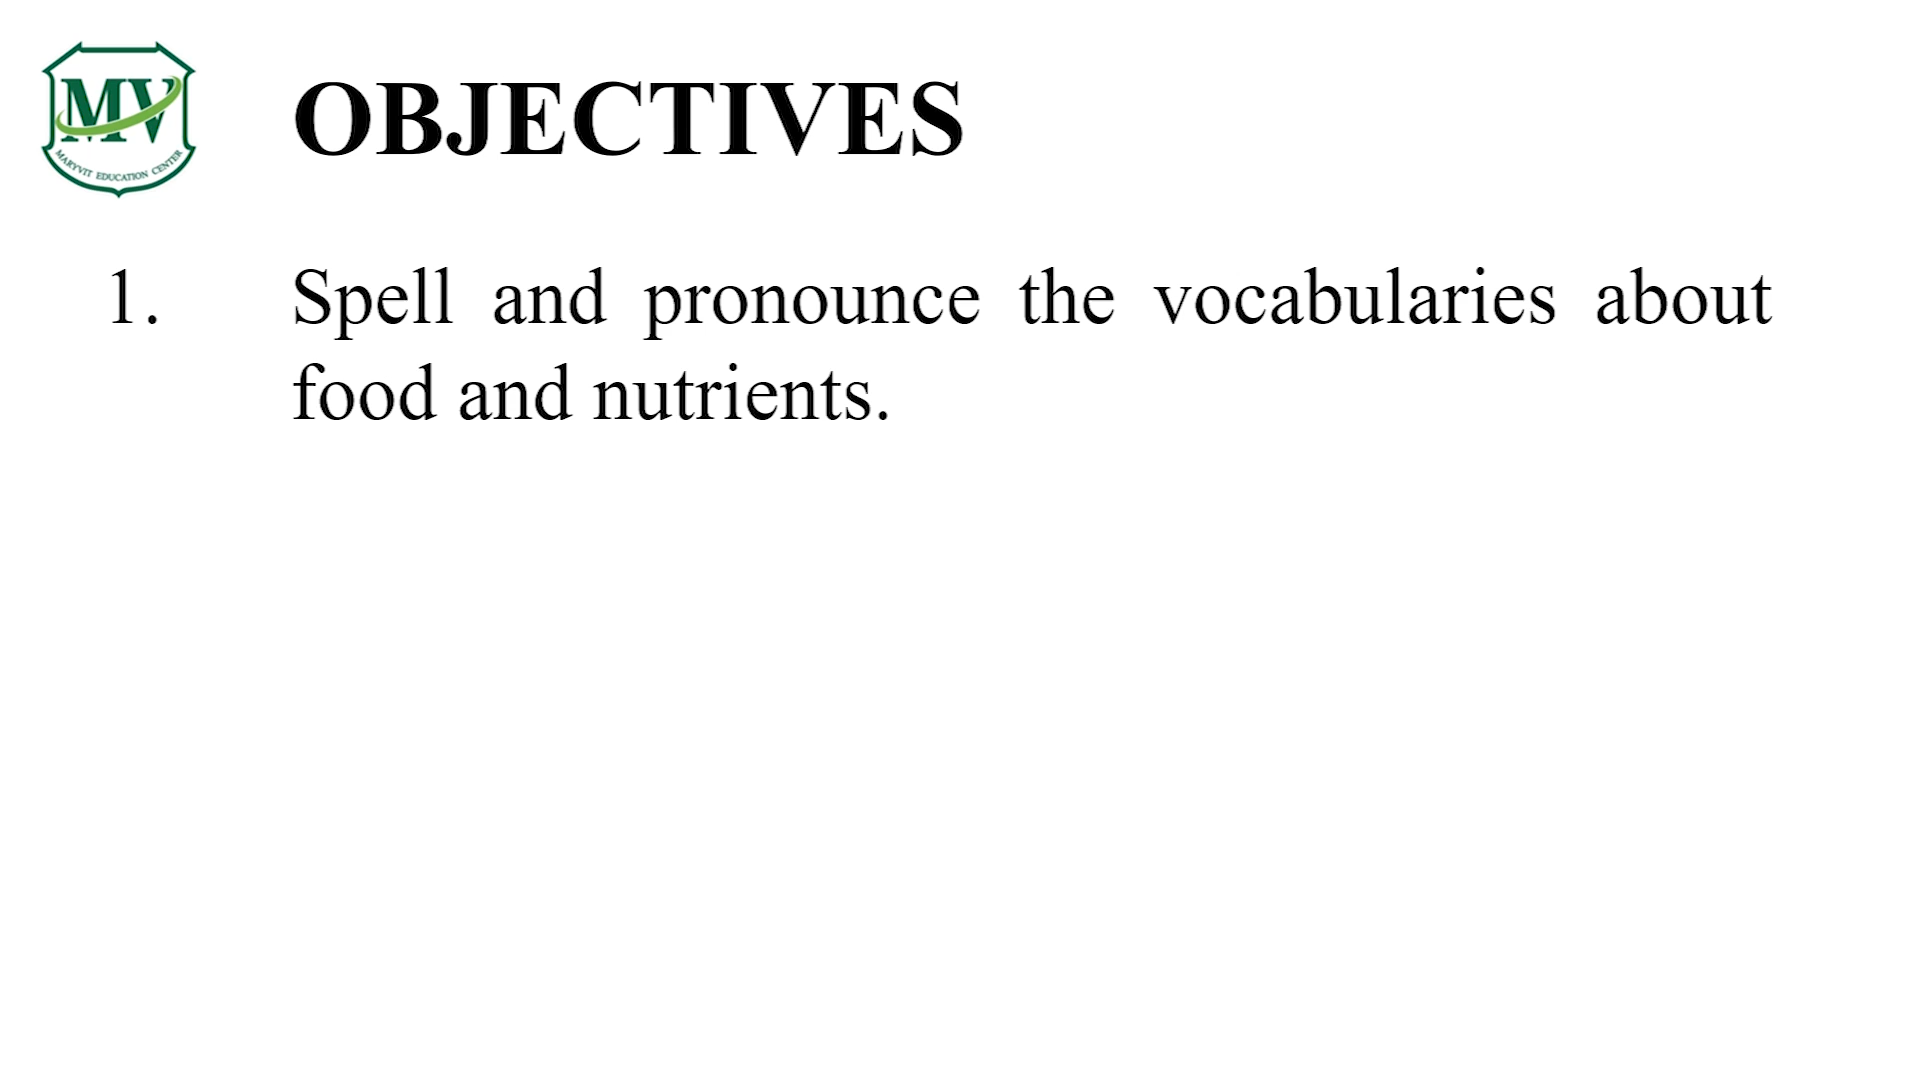 MV
MARYVIT EDUCATION CENTER
OBJECTIVES
1. Spell and pronounce the vocabularies about
food and nutrients.